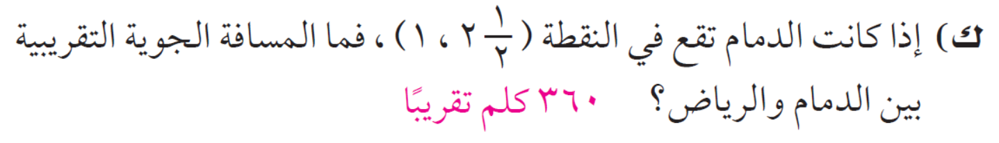 ك) إذا كانت الدمام تقع في النقطة (٢ ١/٢ ، ١) ، فما المسافة الجوية التقريبية
بين الدمام والرياض؟ ٣٦٠ كلم تقريبًا